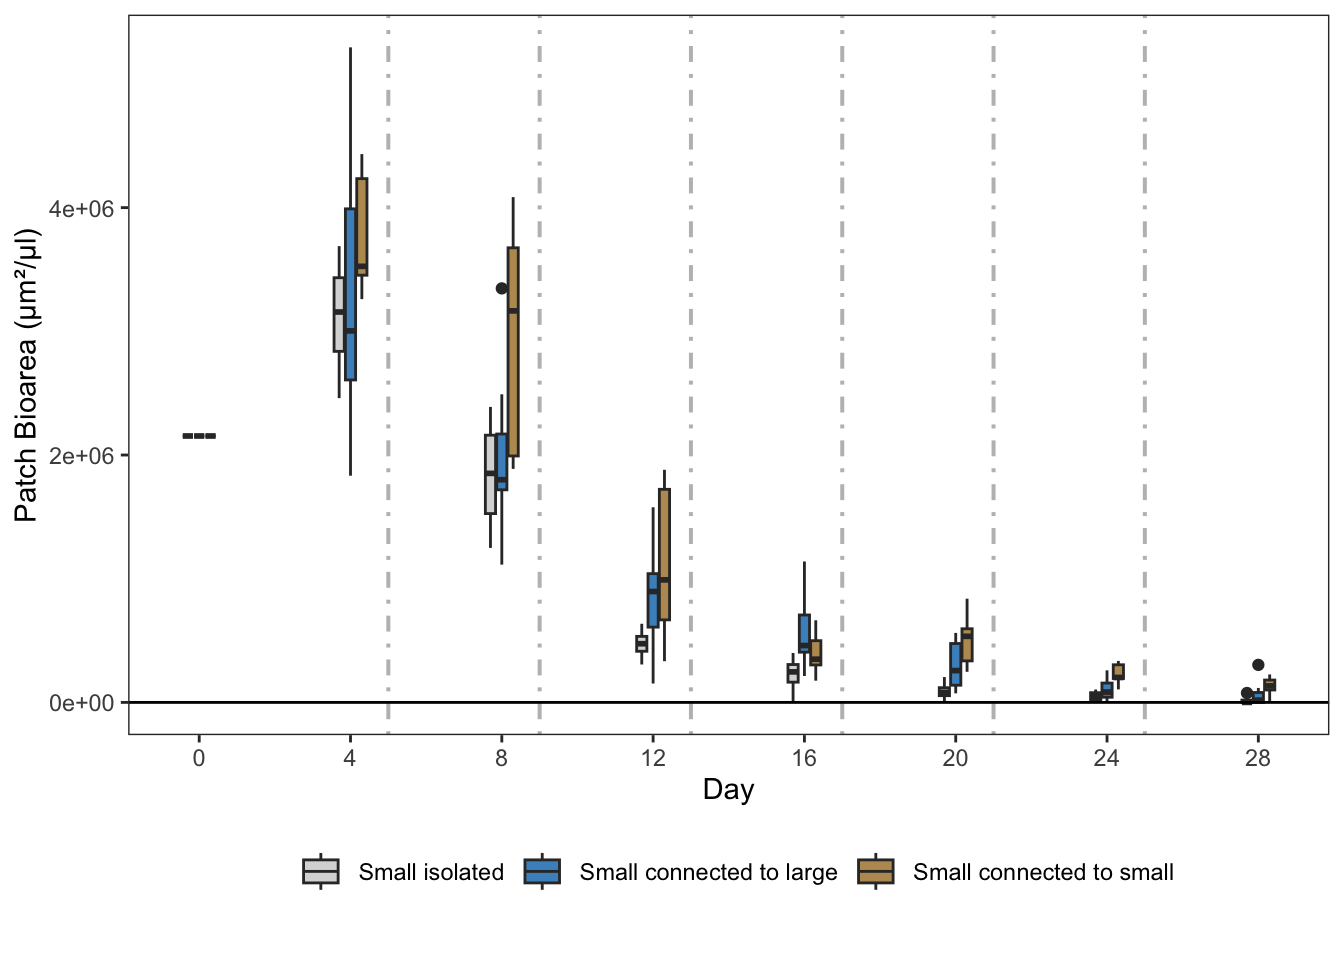 Patch Bioarea (µm²/µl)
4e+06
2e+06
0e+00
0 4 8 12 16 20 24 28
Day
Small isolated Small connected to large Small connected to small